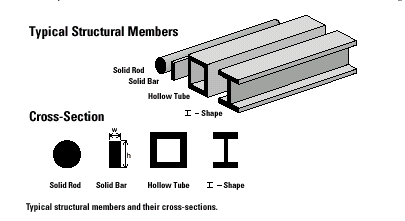 Typical Structural Members
Solid Rod
Solid Bar
Hollow Tube
I – Shape
Cross-Section
w
h
Solid Rod Solid Bar Hollow Tube I – Shape
Typical structural members and their cross-sections.